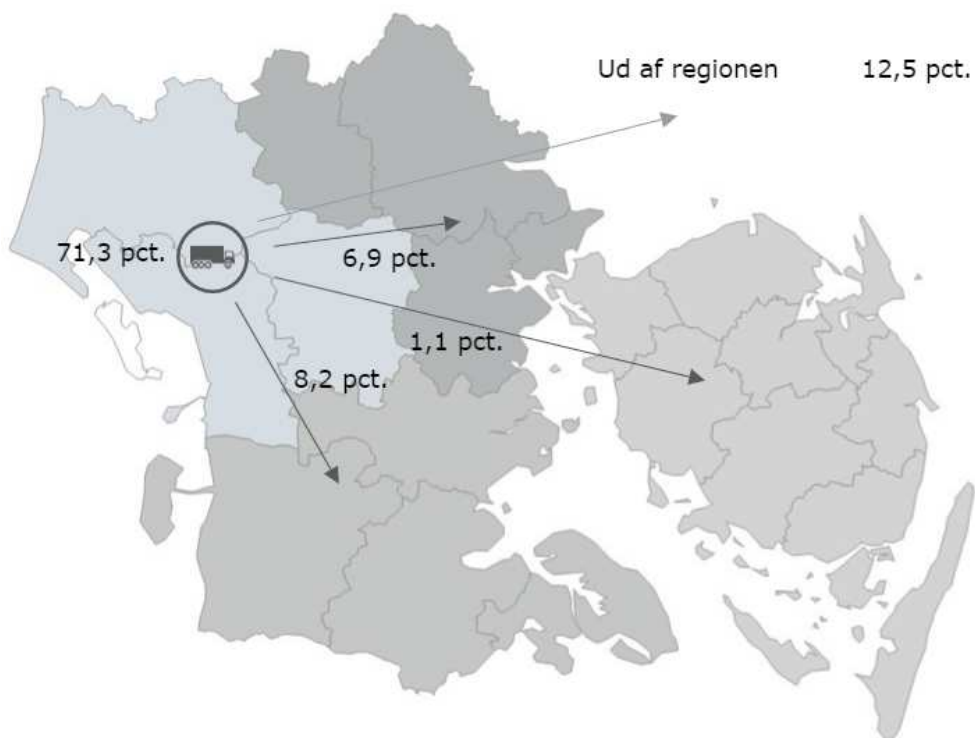 Ud af regionen 12,5 pct.
71,3 pct.
6,9 pct.
1,1 pct.
8,2 pct.